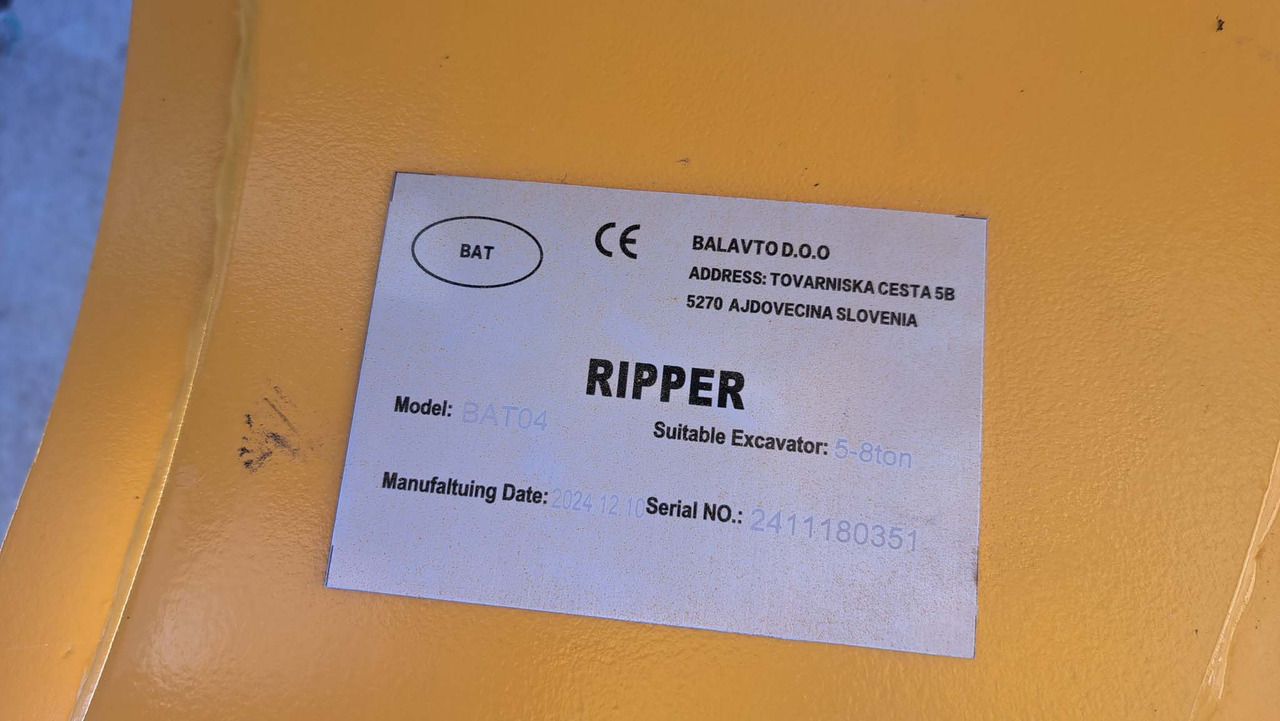 BAT
CE
BALAVTO D.O.O
ADDRESS: TOVARNISKA CESTA 5B
5270 AJDOVECINA SLOVENIA
RIPPER
Model: BAT04
Suitable Excavator: 5-8ton
Manufaltuing Date: 2024 12.10
Serial NO.: 2411180351